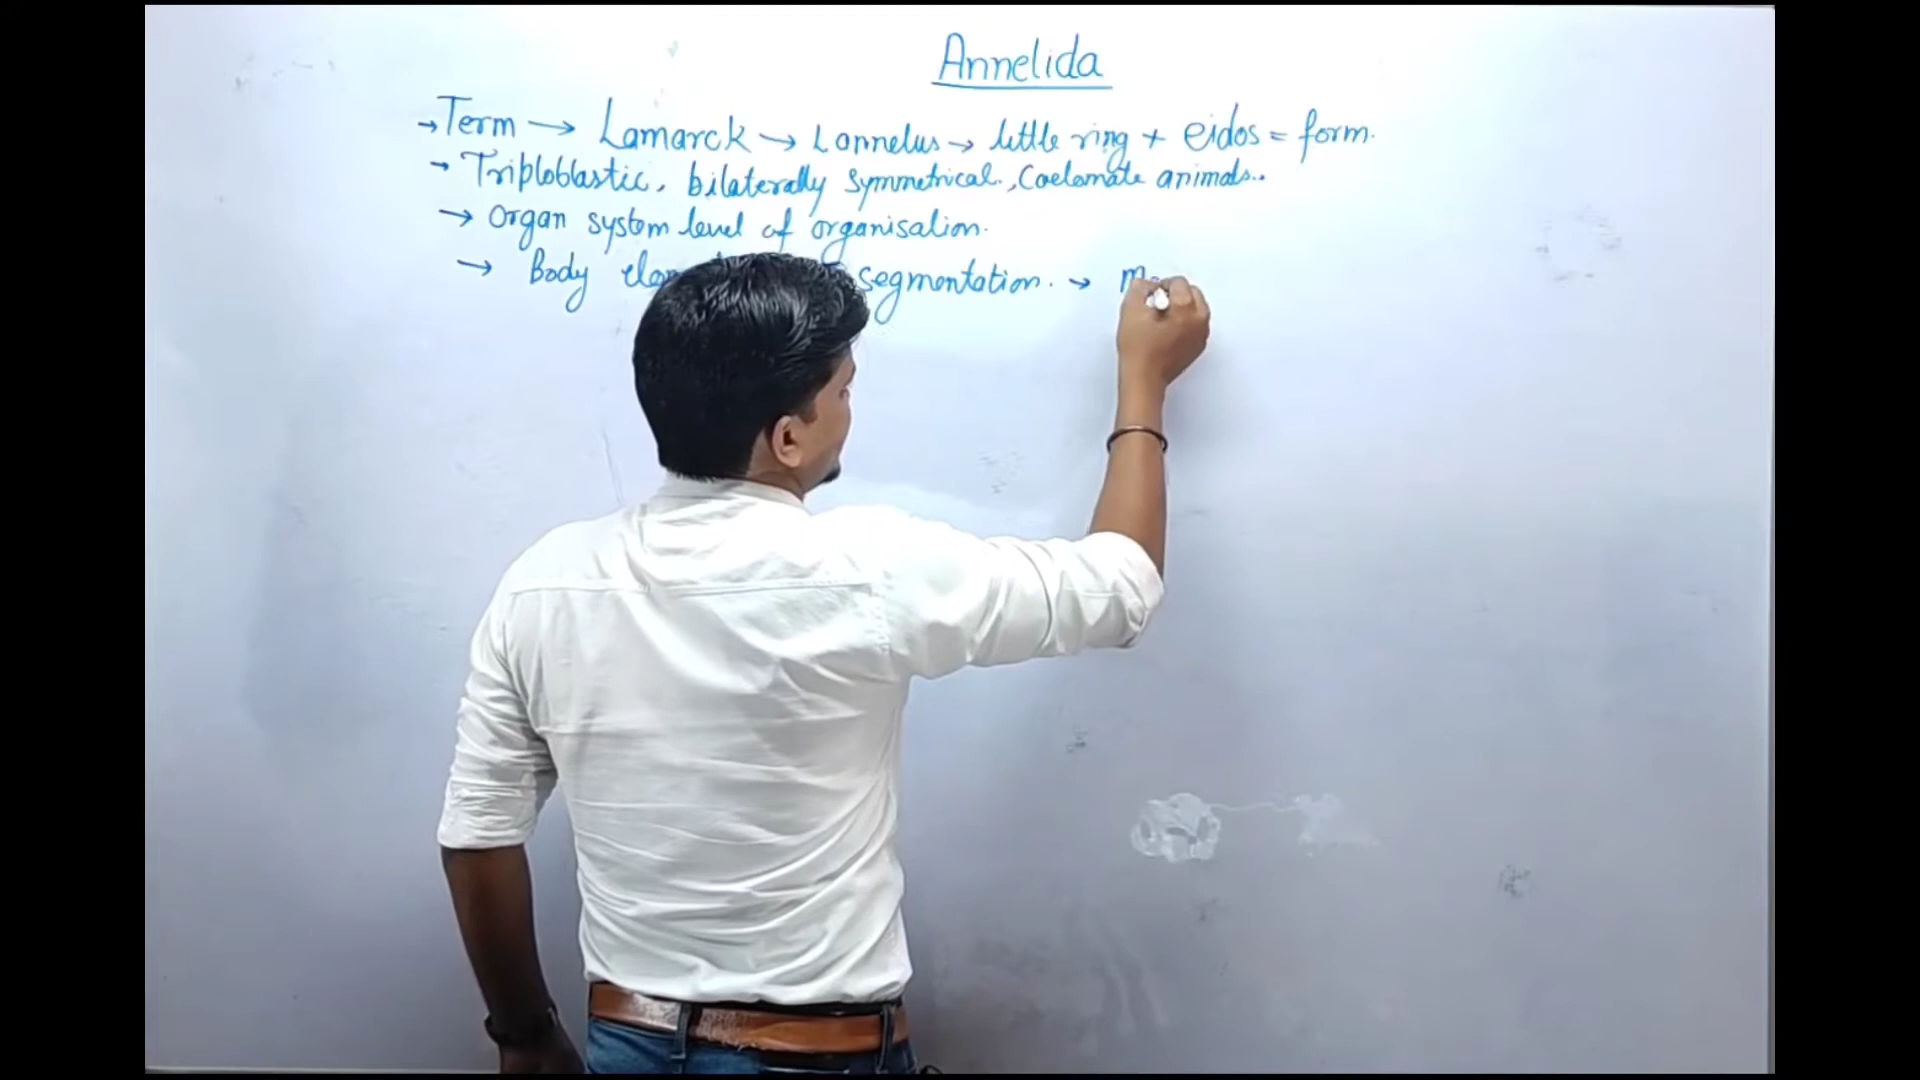 Annelida
→ Term → Lamarck → Lannelus → little ring + eidos = form.
→ Triploblastic, bilaterally symmetrical, Coelomate animals..
→ Organ system level of organisation.
→ Body segmentation. →